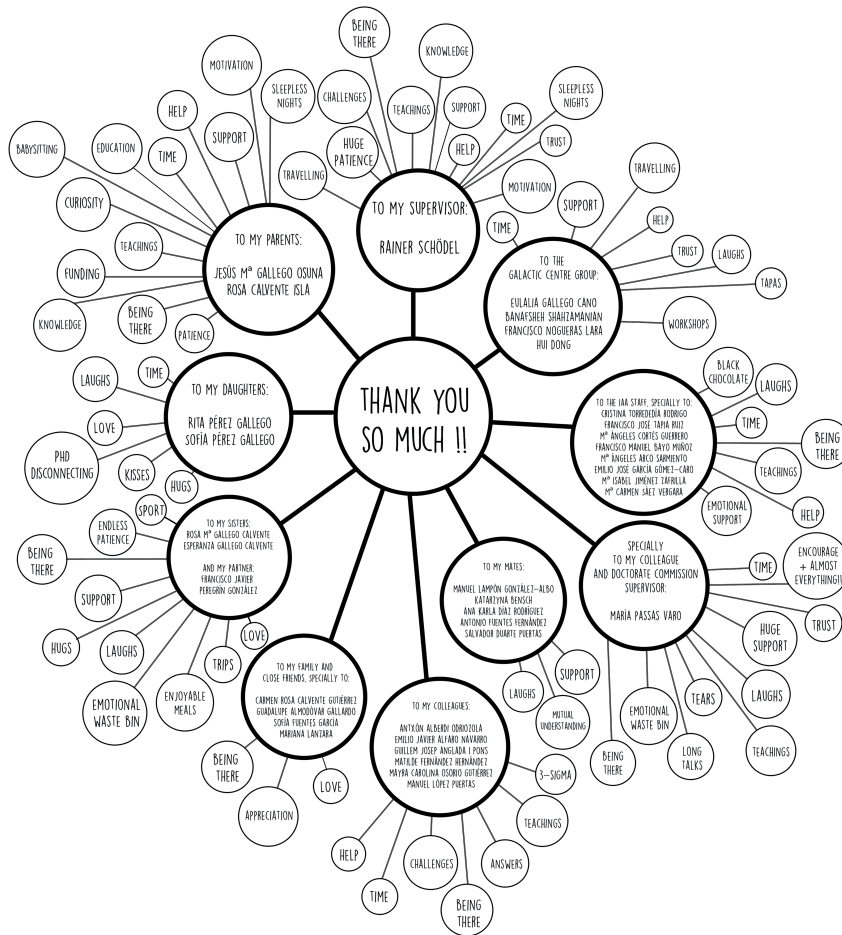 THANK YOU
SO MUCH !!
TO MY PARENTS:
JESÚS Mª GALLEGO OSUNA
ROSA CALVENTE ISLA
BABYSITTING
EDUCATION
TIME
HELP
MOTIVATION
SUPPORT
SLEEPLESS
NIGHTS
CURIOSITY
TEACHINGS
FUNDING
KNOWLEDGE
BEING
THERE
PATIENCE
TO MY SUPERVISOR:
RAINER SCHÖDEL
TRAVELLING
HUGE
PATIENCE
CHALLENGES
BEING
THERE
TEACHINGS
KNOWLEDGE
SUPPORT
HELP
TIME
SLEEPLESS
NIGHTS
TRUST
MOTIVATION
TO THE
GALACTIC CENTRE GROUP:
EULALIA GALLEGO CANO
BANAFSHEH SHAHZAMANIAN
FRANCISCO NOGUERAS LARA
HUI DONG
TIME
SUPPORT
TRAVELLING
HELP
TRUST
LAUGHS
TAPAS
WORKSHOPS
TO THE IAA STAFF, SPECIALLY TO:
CRISTINA TORREDEDÍA RODRIGO
FRANCISCO JOSÉ TAPIA RUIZ
Mª ÁNGELES CORTÉS GUERRERO
FRANCISCO MANUEL BAYO MUÑOZ
Mª ÁNGELES ARCO SARMIENTO
EMILIO JOSÉ GARCÍA GÓMEZ-CARO
Mª ISABEL JIMÉNEZ ZAFRILLA
Mª CARMEN SÁEZ VERGARA
BLACK
CHOCOLATE
LAUGHS
TIME
BEING
THERE
TEACHINGS
HELP
EMOTIONAL
SUPPORT
SPECIALLY
TO MY COLLEAGUE
AND DOCTORATE COMMISSION
SUPERVISOR:
MARÍA PASSAS VARO
TIME
ENCOURAGE
+ ALMOST
EVERYTHING!!
TRUST
HUGE
SUPPORT
LAUGHS
TEACHINGS
TEARS
LONG
TALKS
EMOTIONAL
WASTE BIN
BEING
THERE
TO MY MATES:
MANUEL LAMPÓN GONZÁLEZ-ALBO
KATARZYNA BENSCH
ANA KARLA DÍAZ RODRÍGUEZ
ANTONIO FUENTES FERNÁNDEZ
SALVADOR DUARTE PUERTAS
LAUGHS
SUPPORT
MUTUAL
UNDERSTANDING
TO MY COLLEAGUES:
ANTXÓN ALBERDI ODRIOZOLA
EMILIO JAVIER ALFARO NAVARRO
GUILLEM JOSEP ANGLADA I PONS
MATILDE FERNÁNDEZ HERNÁNDEZ
MAYRA CAROLINA OSORIO GUTIÉRREZ
MANUEL LÓPEZ PUERTAS
3-SIGMA
TEACHINGS
ANSWERS
BEING
THERE
CHALLENGES
TIME
HELP
TO MY FAMILY AND
CLOSE FRIENDS, SPECIALLY TO:
CARMEN ROSA CALVENTE GUTIÉRREZ
GUADALUPE ALMODÓVAR GALLARDO
SOFÍA FUENTES GARCÍA
MARIANA LANZARA
BEING
THERE
APPRECIATION
LOVE
TO MY SISTERS:
ROSA Mª GALLEGO CALVENTE
ESPERANZA GALLEGO CALVENTE
AND MY PARTNER:
FRANCISCO JAVIER
PEREGRÍN GONZÁLEZ
SPORT
ENDLESS
PATIENCE
BEING
THERE
SUPPORT
HUGS
LAUGHS
EMOTIONAL
WASTE BIN
ENJOYABLE
MEALS
TRIPS
LOVE
TO MY DAUGHTERS:
RITA PÉREZ GALLEGO
SOFÍA PÉREZ GALLEGO
TIME
LAUGHS
LOVE
PHD
DISCONNECTING
KISSES
HUGS